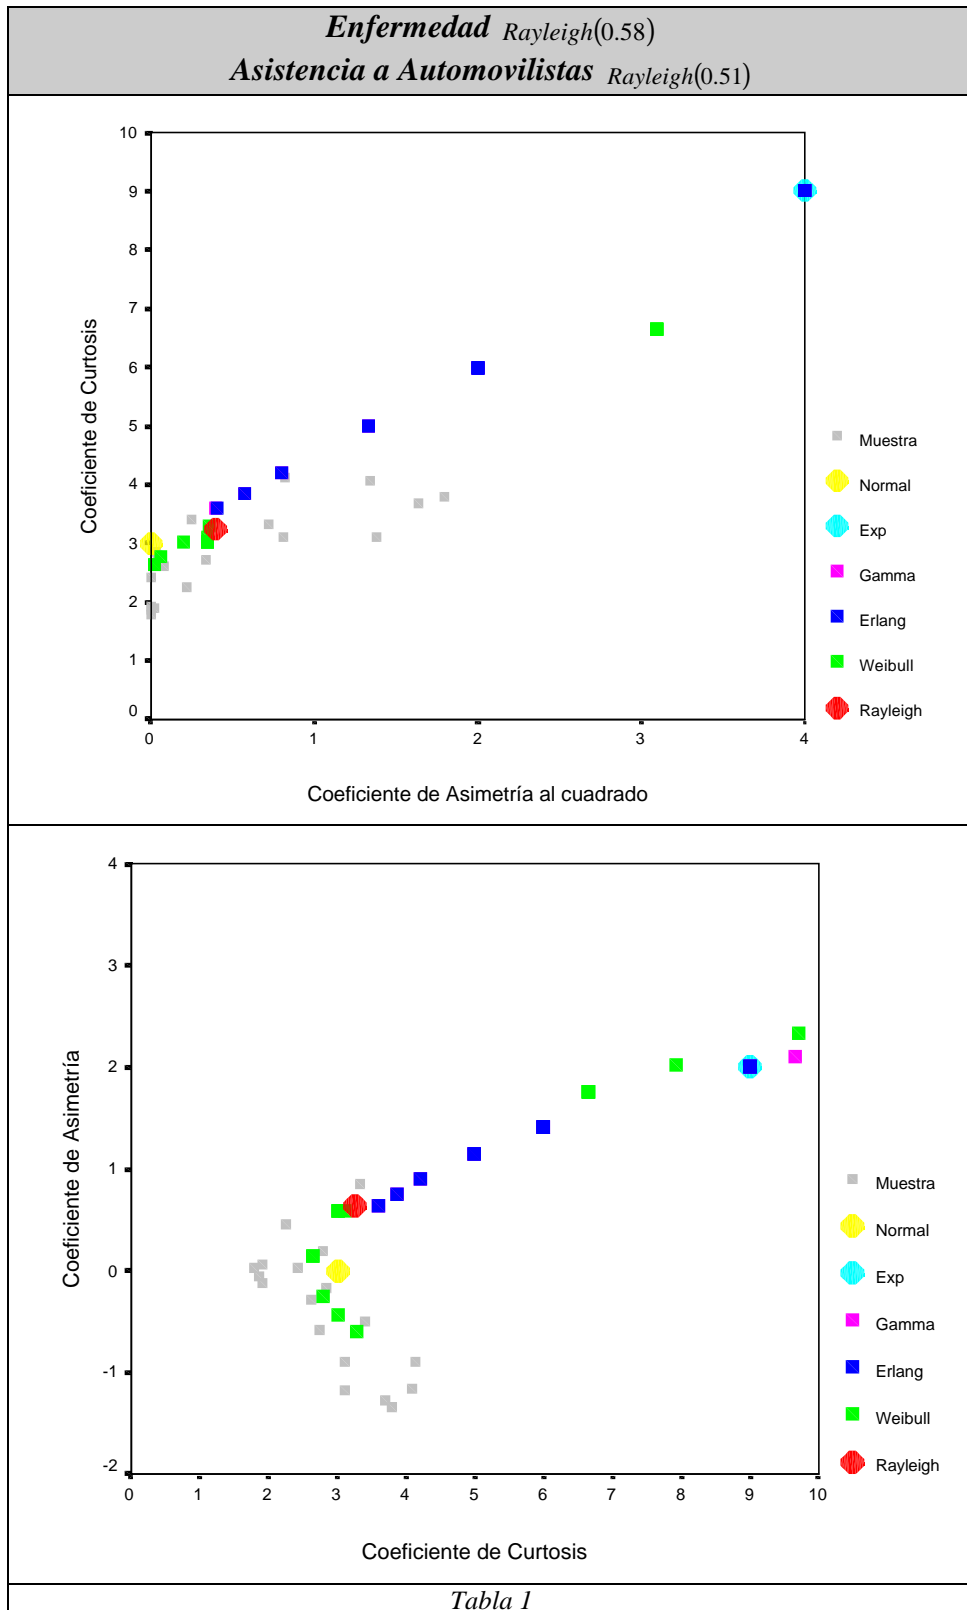 Enfermedad Rayleigh(0.58)
Asistencia a Automovilistas Rayleigh(0.51)
10
9
8
7
6
5
4
3
2
1
0
0 1 2 3 4
Coeficiente de Curtosis
Coeficiente de Asimetría al cuadrado
Muestra
Normal
Exp
Gamma
Erlang
Weibull
Rayleigh
4
3
2
1
0
-1
-2
0 1 2 3 4 5 6 7 8 9 10
Coeficiente de Asimetría
Coeficiente de Curtosis
Muestra
Normal
Exp
Gamma
Erlang
Weibull
Rayleigh
Tabla 1